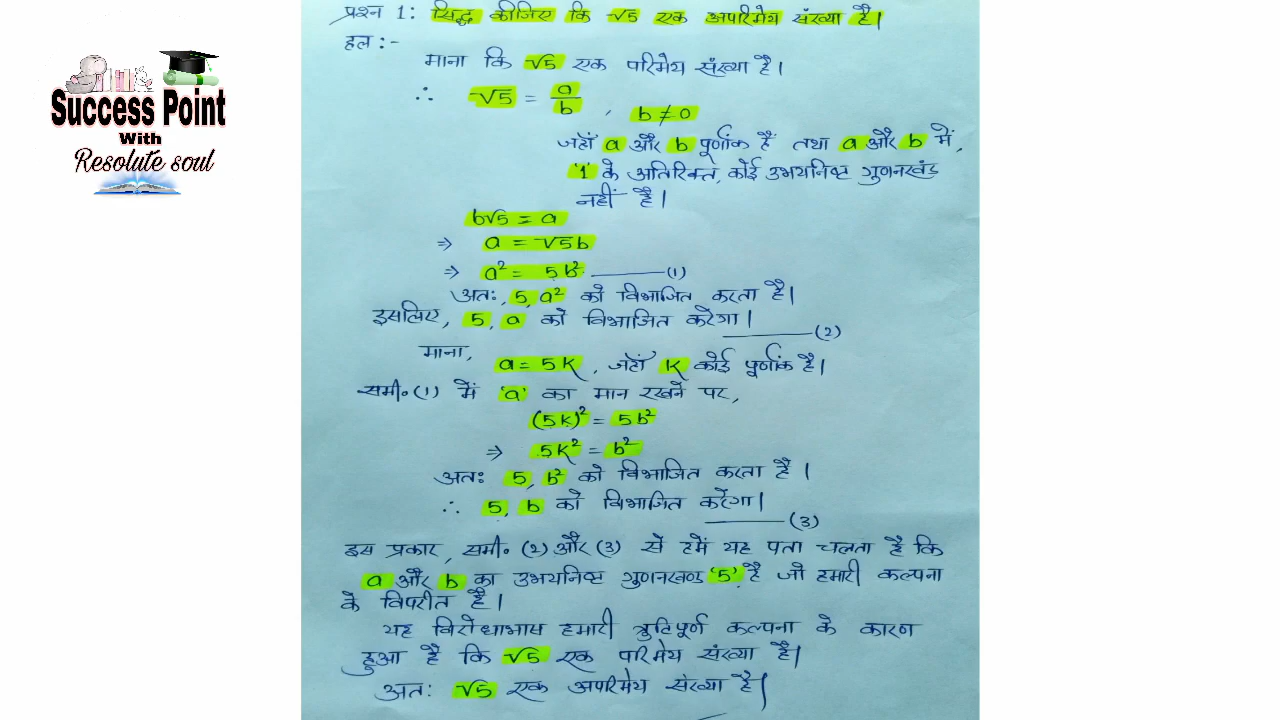 Success Point
With
Resolute soul
प्रश्न 1: सिद्ध कीजिए कि √5 एक अपरिमेय संख्या है।
हल :-
माना कि √5 एक परिमेय संख्या है।
∴ √5 = a/b , b ≠ 0
जहाँ a और b पूर्णांक हैं तथा a और b में,
'1' के अतिरिक्त, कोई उभयनिष्ट गुणनखंड
नहीं है।
b√5 = a
⇒ a = √5b
⇒ a² = 5b² ——— (1)
अतः, 5, a² को विभाजित करता है।
इसलिए, 5, a को विभाजित करेगा। ——— (2)
माना, a = 5K , जहाँ K कोई पूर्णांक है।
समी॰ (1) में 'a' का मान रखने पर,
(5K)² = 5b²
⇒ 5K² = b²
अतः 5, b² को विभाजित करता है।
∴ 5, b को विभाजित करेगा। ——— (3)
इस प्रकार, समी॰ (2) और (3) से हमें यह पता चलता है कि
a और b का उभयनिष्ट गुणनखण्ड '5' है जो हमारी कल्पना
के विपरीत है।
यह विरोधाभास हमारी त्रुटिपूर्ण कल्पना के कारण
हुआ है कि √5 एक परिमेय संख्या है।
अतः √5 एक अपरिमेय संख्या है।